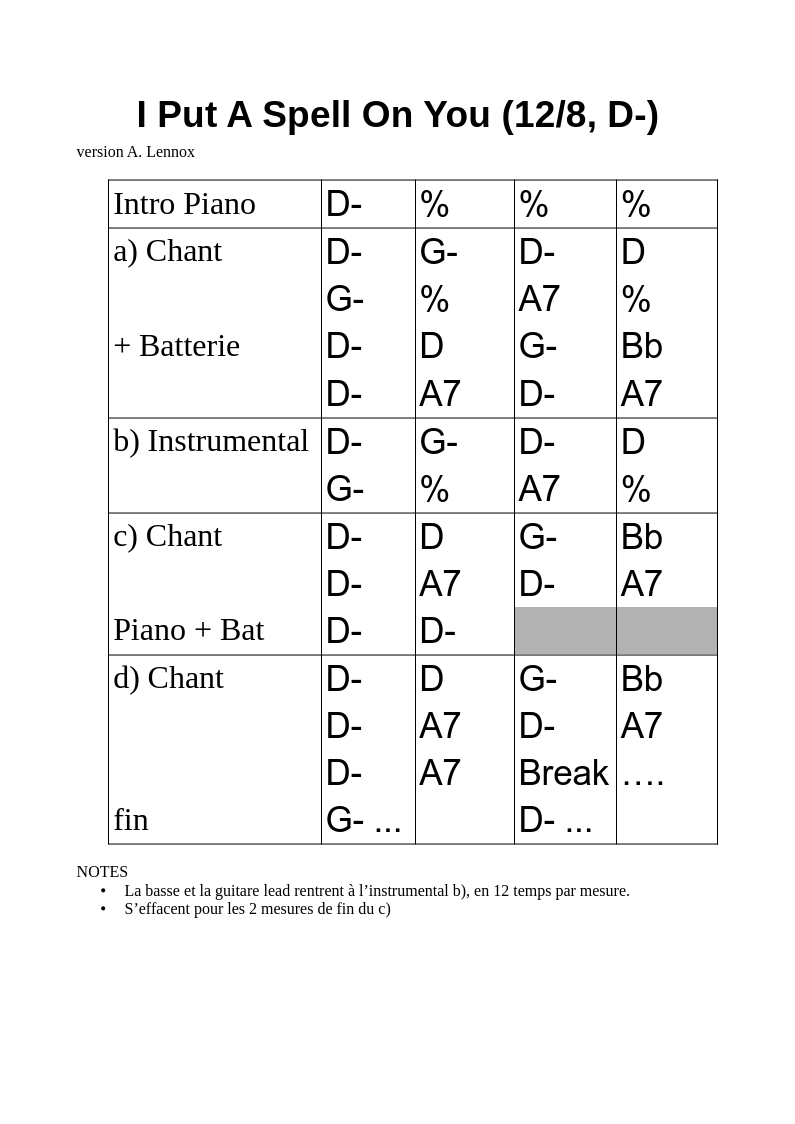 I Put A Spell On You (12/8, D-)
version A. Lennox
Intro Piano D- % % %
a) Chant D- G- D- D
G- % A7 %
+ Batterie D- D G- Bb
D- A7 D- A7
b) Instrumental D- G- D- D
G- % A7 %
c) Chant D- D G- Bb
D- A7 D- A7
Piano + Bat D- D-
d) Chant D- D G- Bb
D- A7 D- A7
D- A7 Break ….
fin G- ... D- ...
NOTES
• La basse et la guitare lead rentrent à l’instrumental b), en 12 temps par mesure.
• S’effacent pour les 2 mesures de fin du c)